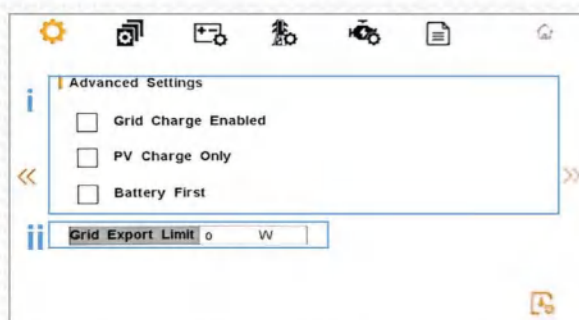 i
Advanced Settings
Grid Charge Enabled
PV Charge Only
Battery First
ii
Grid Export Limit 0 W